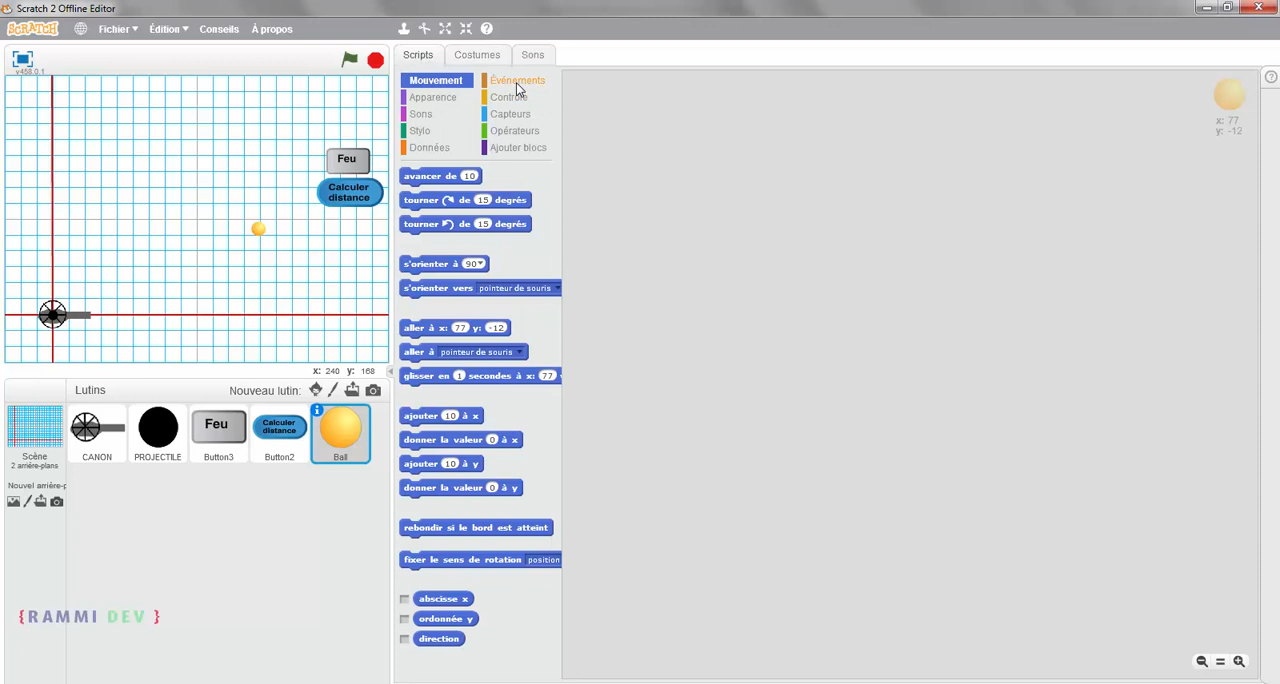 Scratch 2 Offline Editor
SCRATCH Fichier Édition Conseils À propos
v458.0.1
Scripts Costumes Sons
Mouvement Événements
Apparence Contrôle
Sons Capteurs
Stylo Opérateurs
Données Ajouter blocs
x: 77
y: -12
Feu
Calculer
distance
x: 240 y: 168
Lutins Nouveau lutin:
Feu
Calculer
distance
Scène
2 arrière-plans
CANON PROJECTILE Button3 Button2 Ball
Nouvel arrière-p
{RAMMI DEV }
avancer de 10
tourner de 15 degrés
tourner de 15 degrés
s'orienter à 90
s'orienter vers pointeur de souris
aller à x: 77 y: -12
aller à pointeur de souris
glisser en 1 secondes à x: 77
ajouter 10 à x
donner la valeur 0 à x
ajouter 10 à y
donner la valeur 0 à y
rebondir si le bord est atteint
fixer le sens de rotation position
abscisse x
ordonnée y
direction